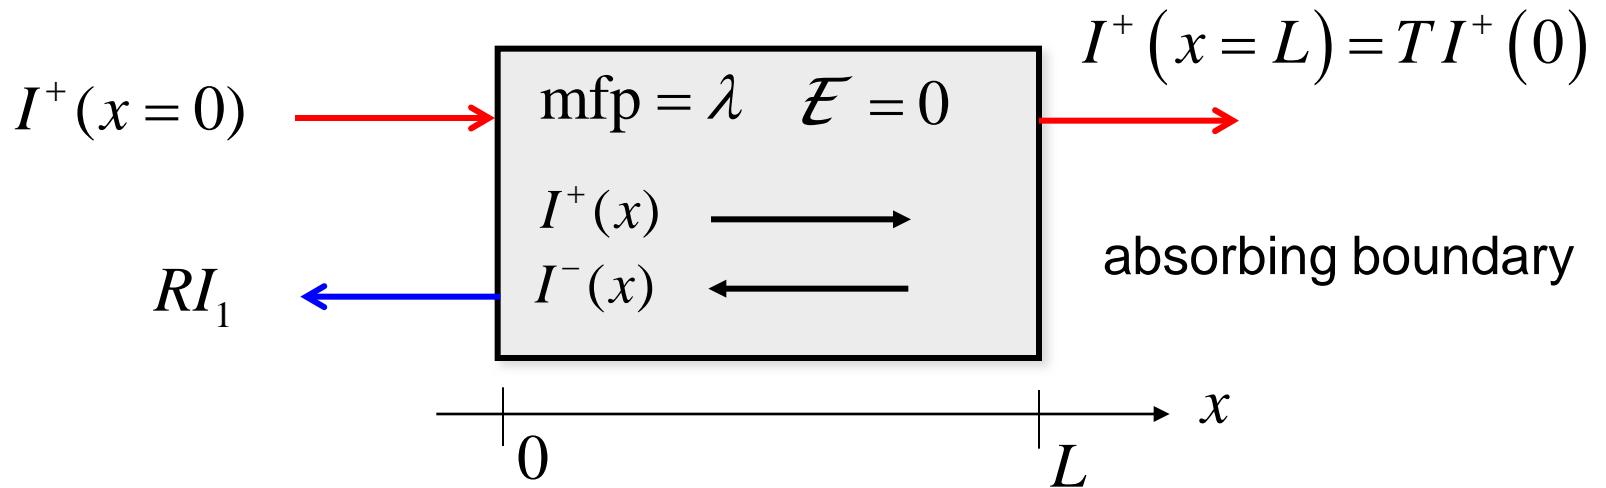 I⁺(x = L) = T I⁺(0)
I⁺(x = 0)
mfp = λ ℰ = 0
I⁺(x)
I⁻(x)
absorbing boundary
RI₁
x
0
L